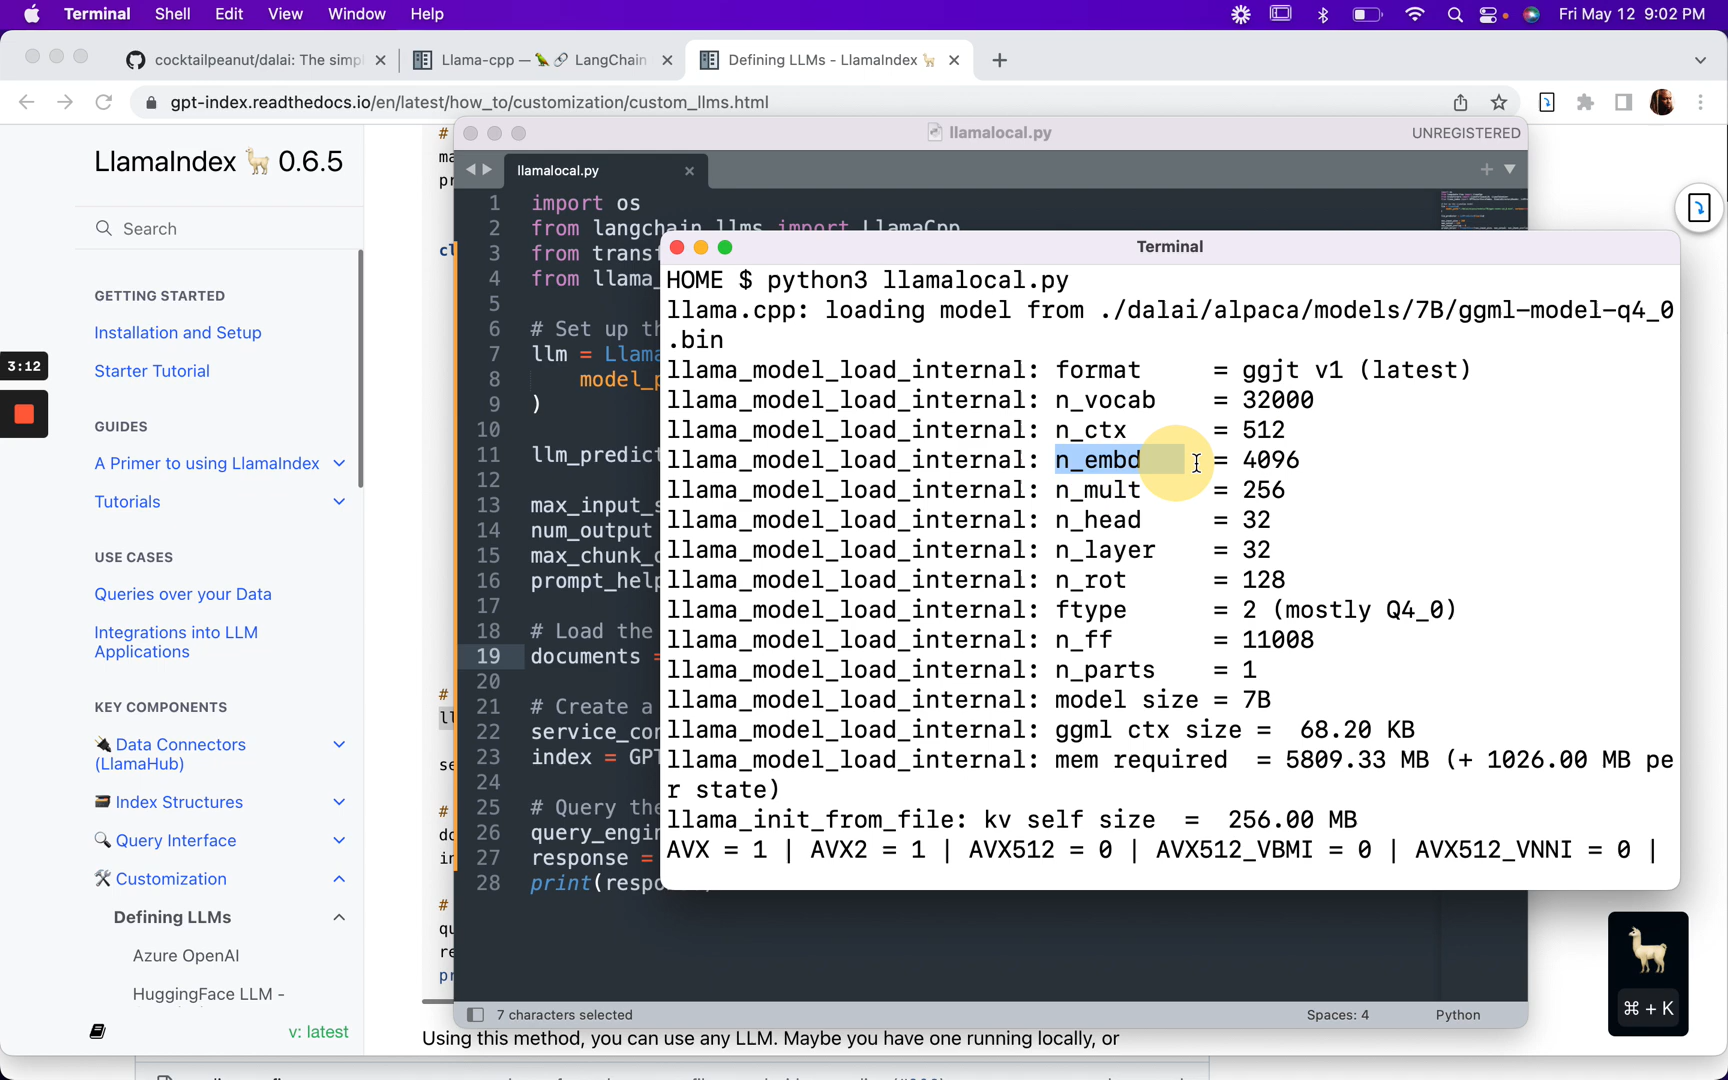 Terminal Shell Edit View Window Help
Fri May 12 9:02 PM
cocktailpeanut/dalai: The simpl
Llama-cpp — 🦜🔗 LangChain
Defining LLMs - LlamaIndex 🦙
gpt-index.readthedocs.io/en/latest/how_to/customization/custom_llms.html
LlamaIndex 🦙 0.6.5
Search
GETTING STARTED
Installation and Setup
Starter Tutorial
GUIDES
A Primer to using LlamaIndex
Tutorials
USE CASES
Queries over your Data
Integrations into LLM
Applications
KEY COMPONENTS
🔌 Data Connectors
(LlamaHub)
🗃️ Index Structures
🔍 Query Interface
🛠️ Customization
Defining LLMs
Azure OpenAI
HuggingFace LLM -
v: latest
3:12
llamalocal.py
UNREGISTERED
llamalocal.py
1 import os
2 from langchain.llms import LlamaCpp
3 from transf
4 from llama_
5
6 # Set up th
7 llm = Llama
8 model_p
9 )
10
11 llm_predict
12
13 max_input_s
14 num_output
15 max_chunk_o
16 prompt_help
17
18 # Load the
19 documents =
20
21 # Create a
22 service_con
23 index = GPT
24
25 # Query the
26 query_engin
27 response =
28 print(respo
7 characters selected
Spaces: 4
Python
Terminal
HOME $ python3 llamalocal.py
llama.cpp: loading model from ./dalai/alpaca/models/7B/ggml-model-q4_0
.bin
llama_model_load_internal: format = ggjt v1 (latest)
llama_model_load_internal: n_vocab = 32000
llama_model_load_internal: n_ctx = 512
llama_model_load_internal: n_embd = 4096
llama_model_load_internal: n_mult = 256
llama_model_load_internal: n_head = 32
llama_model_load_internal: n_layer = 32
llama_model_load_internal: n_rot = 128
llama_model_load_internal: ftype = 2 (mostly Q4_0)
llama_model_load_internal: n_ff = 11008
llama_model_load_internal: n_parts = 1
llama_model_load_internal: model size = 7B
llama_model_load_internal: ggml ctx size = 68.20 KB
llama_model_load_internal: mem required = 5809.33 MB (+ 1026.00 MB pe
r state)
llama_init_from_file: kv self size = 256.00 MB
AVX = 1 | AVX2 = 1 | AVX512 = 0 | AVX512_VBMI = 0 | AVX512_VNNI = 0 |
⌘ + K
Using this method, you can use any LLM. Maybe you have one running locally, or